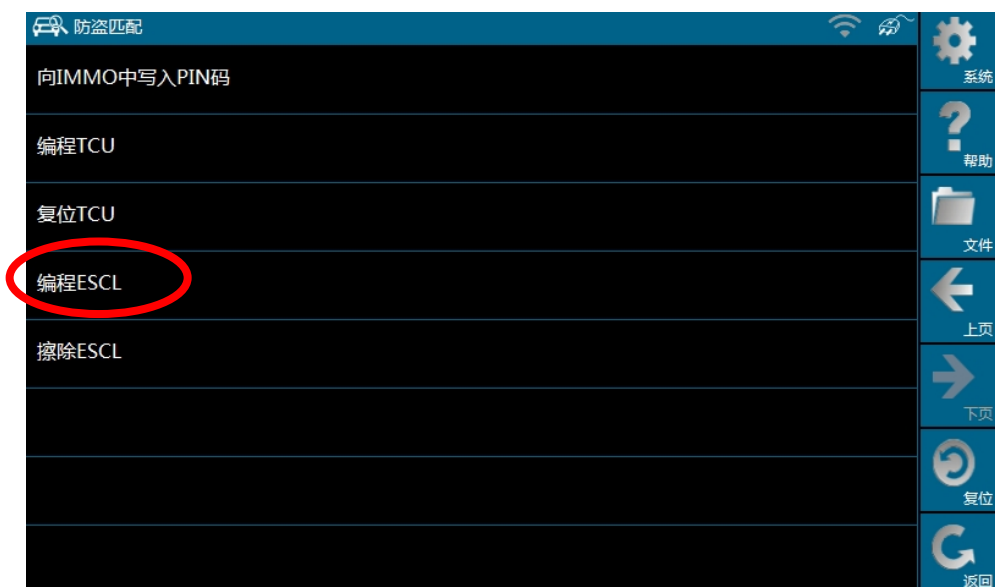 防盗匹配
向IMMO中写入PIN码
编程TCU
复位TCU
编程ESCL
擦除ESCL
系统
帮助
文件
上页
下页
复位
返回